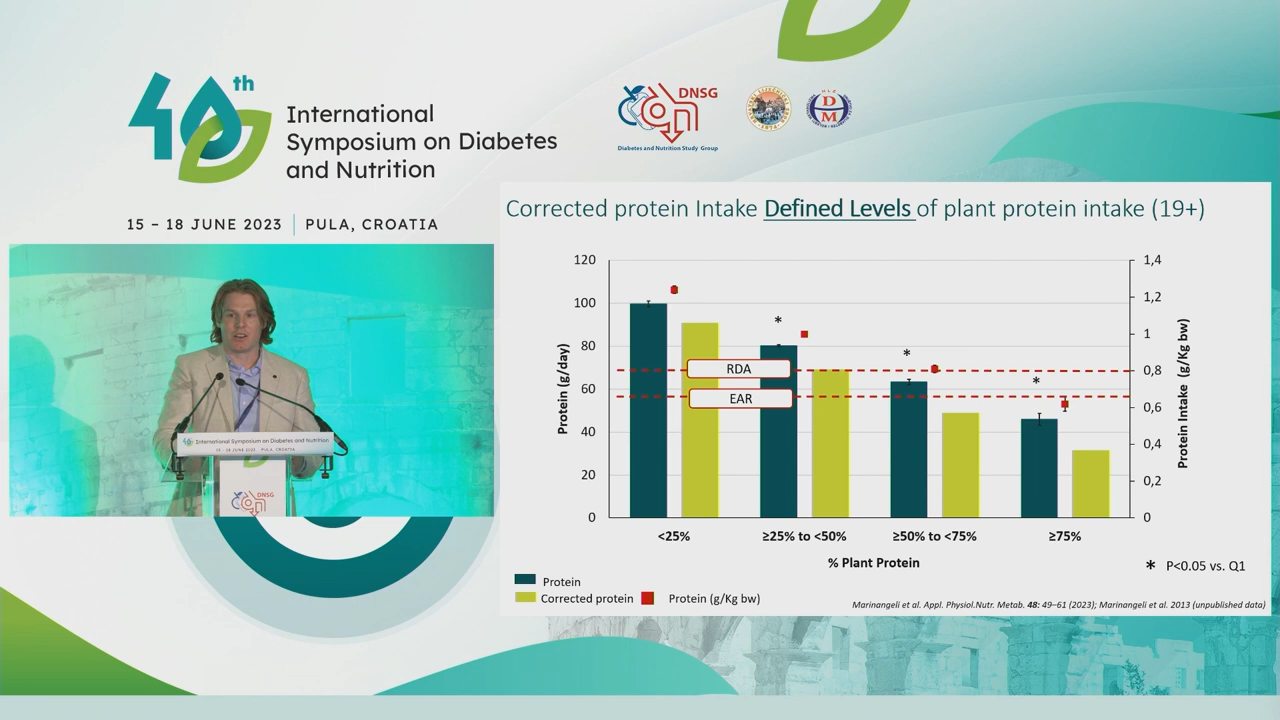 40th
International
Symposium on Diabetes
and Nutrition
15 – 18 JUNE 2023 | PULA, CROATIA
DNSG
Diabetes and Nutrition Study Group
DM
Corrected protein Intake Defined Levels of plant protein intake (19+)
Protein (g/day)
120
100
80
60
40
20
0
RDA
EAR
*
*
*
1,4
1,2
1
0,8
0,6
0,4
0,2
0
Protein Intake (g/Kg bw)
<25%
≥25% to <50%
≥50% to <75%
≥75%
% Plant Protein
* P<0.05 vs. Q1
Protein
Corrected protein
Protein (g/Kg bw)
Marinangeli et al. Appl. Physiol.Nutr. Metab. 48: 49–61 (2023); Marinangeli et al. 2013 (unpublished data)
40 International Symposium on Diabetes and Nutrition
15 - 18 JUNE 2023 PULA, CROATIA
DNSG